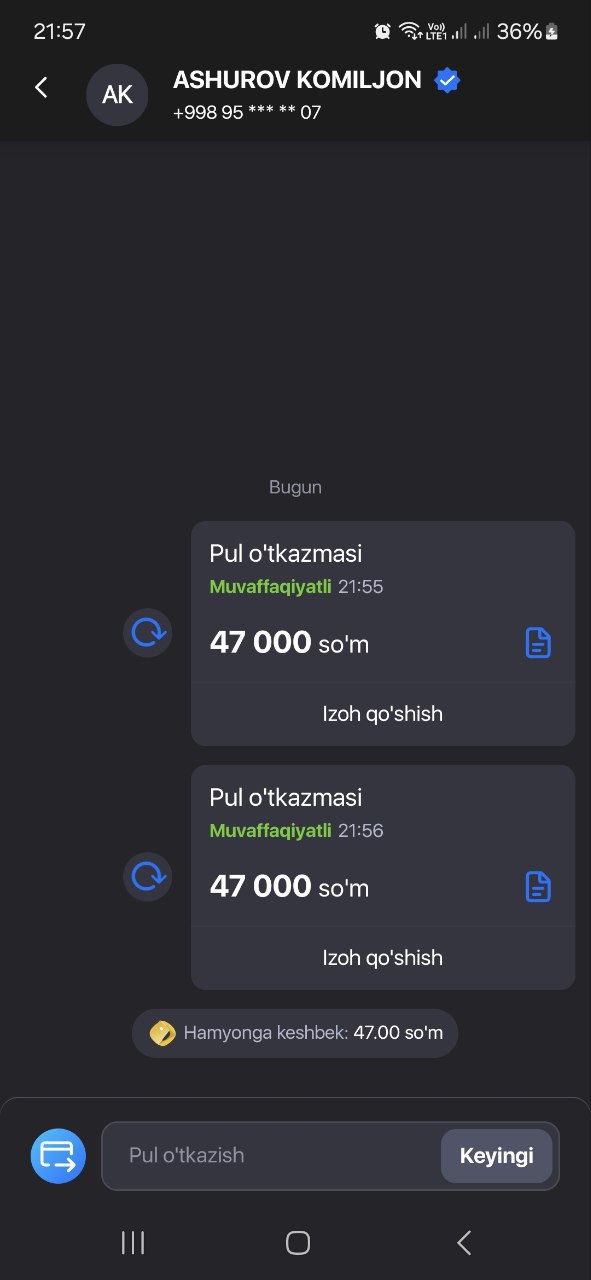 21:57
Vo)) LTE1 36%
AK
ASHUROV KOMILJON
+998 95 *** ** 07
Bugun
Pul o'tkazmasi
Muvaffaqiyatli 21:55
47 000 so'm
Izoh qo'shish
Pul o'tkazmasi
Muvaffaqiyatli 21:56
47 000 so'm
Izoh qo'shish
Hamyonga keshbek: 47.00 so'm
Pul o'tkazish
Keyingi